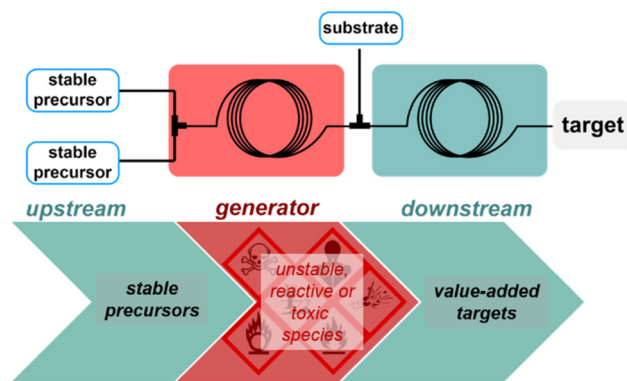 substrate
stable
precursor
stable
precursor
target
upstream
generator
downstream
stable
precursors
unstable,
reactive or
toxic
species
value-added
targets